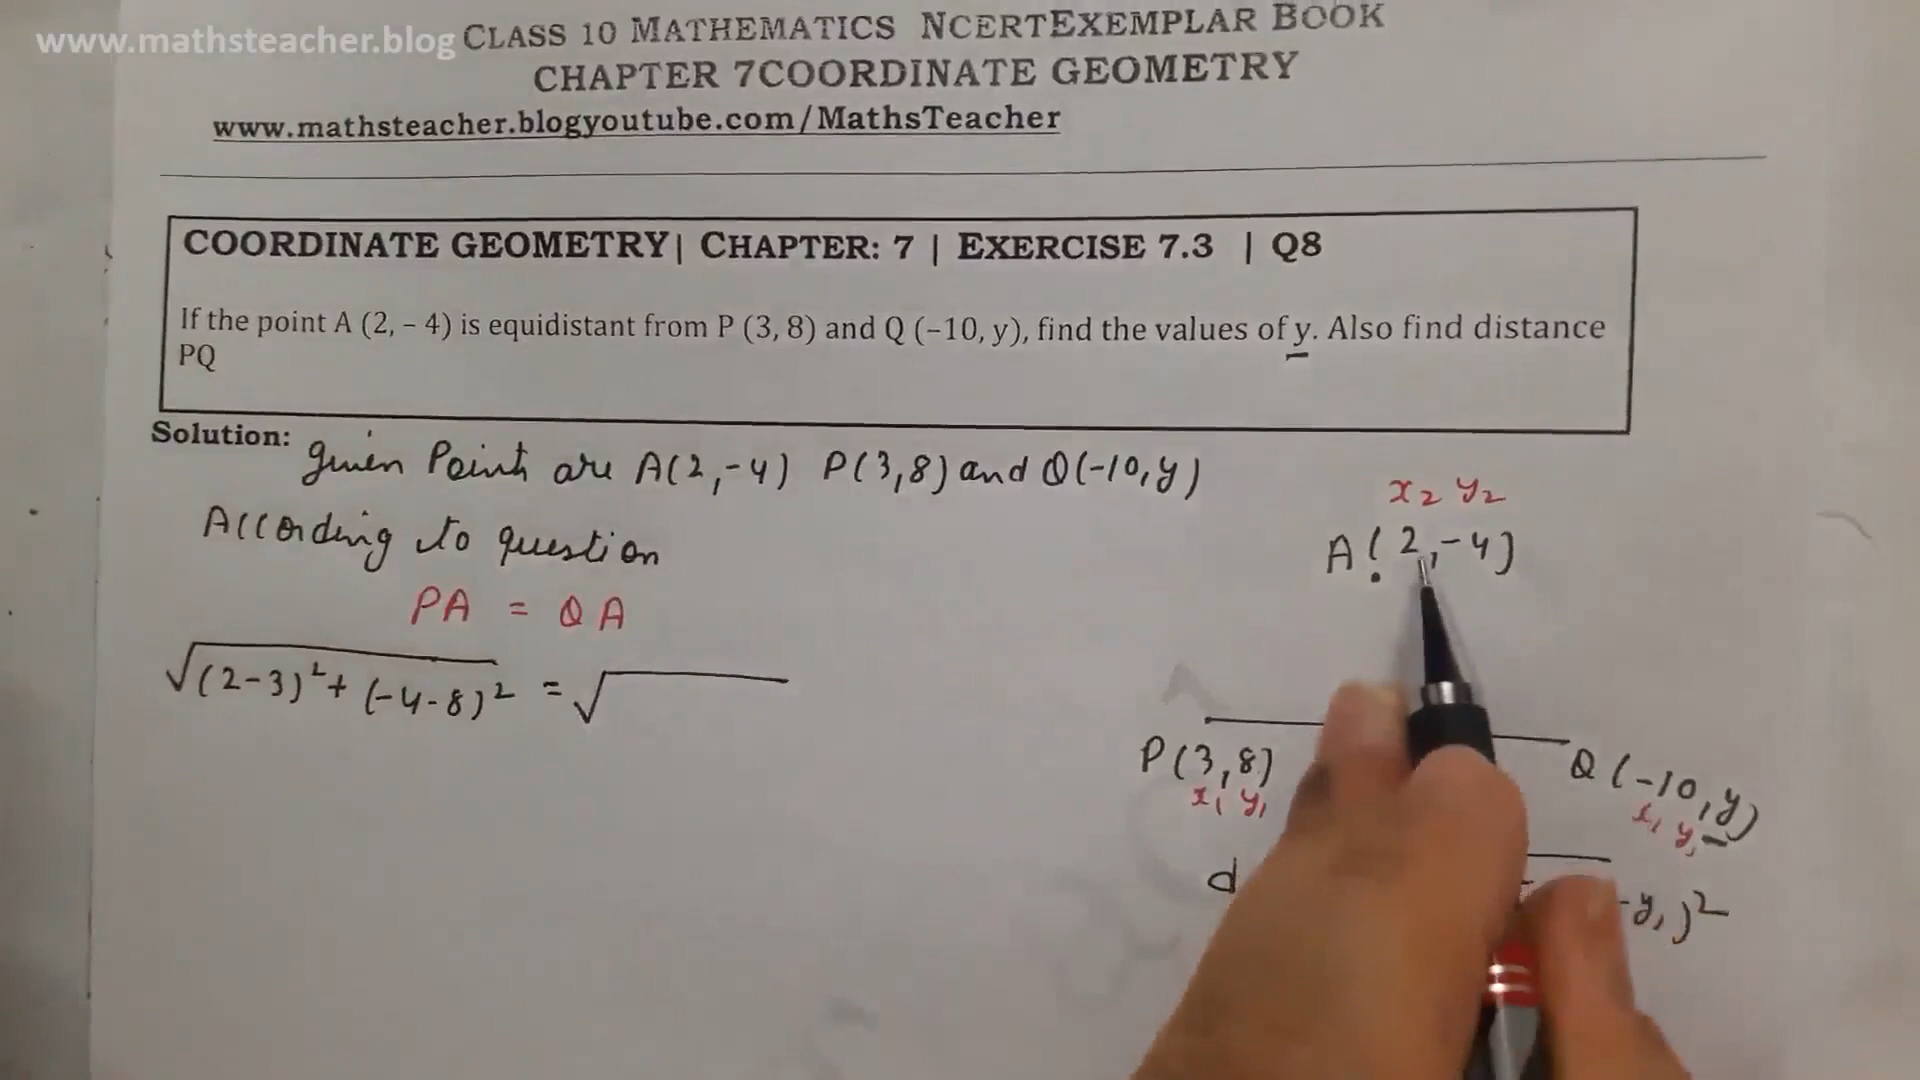 www.mathsteacher.blog
CLASS 10 MATHEMATICS NCERTEXEMPLAR BOOK
CHAPTER 7COORDINATE GEOMETRY
www.mathsteacher.blogyoutube.com/MathsTeacher
COORDINATE GEOMETRY| CHAPTER: 7 | EXERCISE 7.3 | Q8
If the point A (2, – 4) is equidistant from P (3, 8) and Q (–10, y), find the values of y. Also find distance
PQ
Solution: Given Points are A(2,-4) P(3,8) and Q(-10,y)
According to question
PA = QA
√(2-3)²+(-4-8)² = √
x₂ y₂
A(2,-4)
P(3,8)
x₁ y₁
Q(-10,y)
x₁ y₁
d
-y₁)²